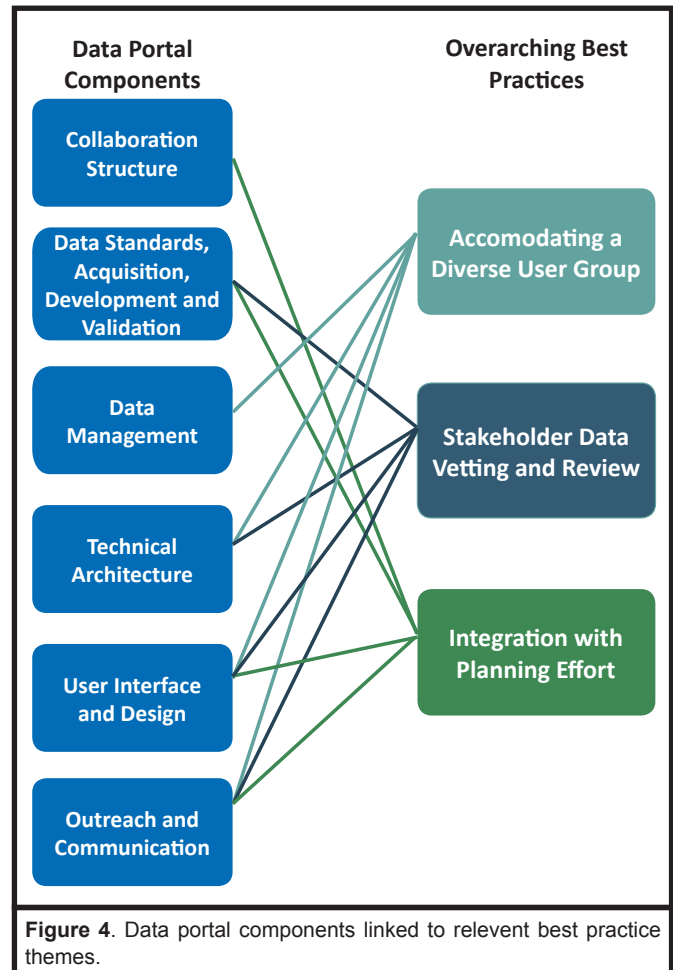 Data Portal
Components
Overarching Best
Practices
Collaboration
Structure
Data Standards,
Acquisition,
Development and
Validation
Data
Management
Technical
Architecture
User Interface
and Design
Outreach and
Communication
Accomodating a
Diverse User Group
Stakeholder Data
Vetting and Review
Integration with
Planning Effort
Figure 4. Data portal components linked to relevent best practice
themes.